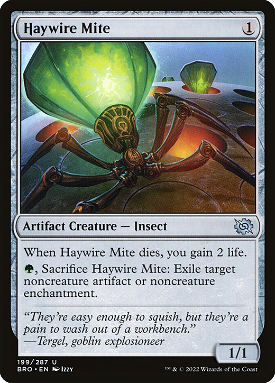 Haywire Mite 1
Artifact Creature — Insect
When Haywire Mite dies, you gain 2 life.
, Sacrifice Haywire Mite: Exile target
noncreature artifact or noncreature
enchantment.
“They’re easy enough to squish, but they’re a
pain to wash out of a workbench.”
—Tergel, goblin explosioneer
1/1
199/287 U
BRO • EN Izzy
™ & © 2022 Wizards of the Coast